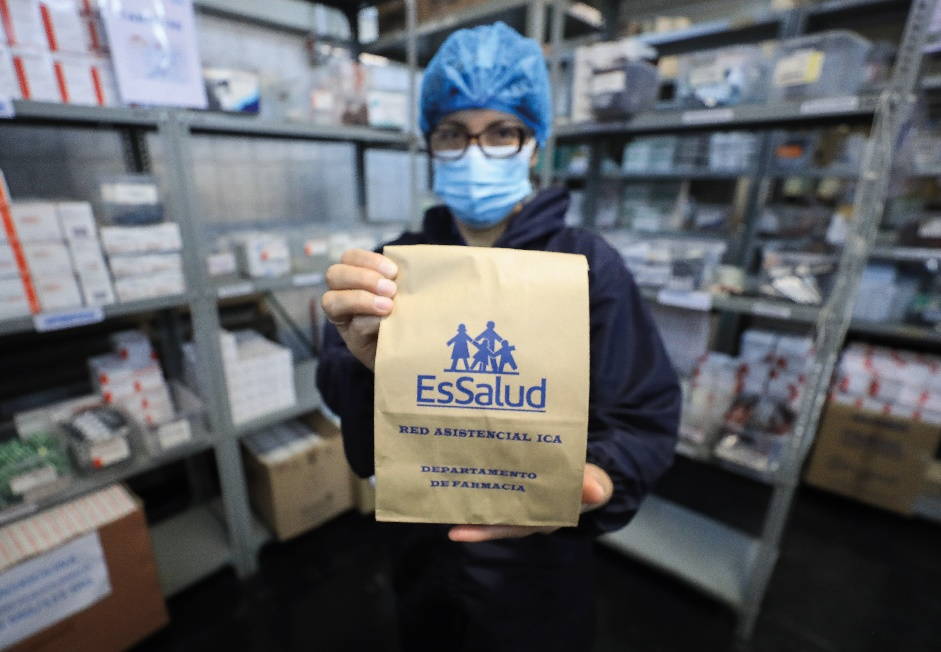 EsSalud
RED ASISTENCIAL ICA
DEPARTAMENTO
DE FARMACIA